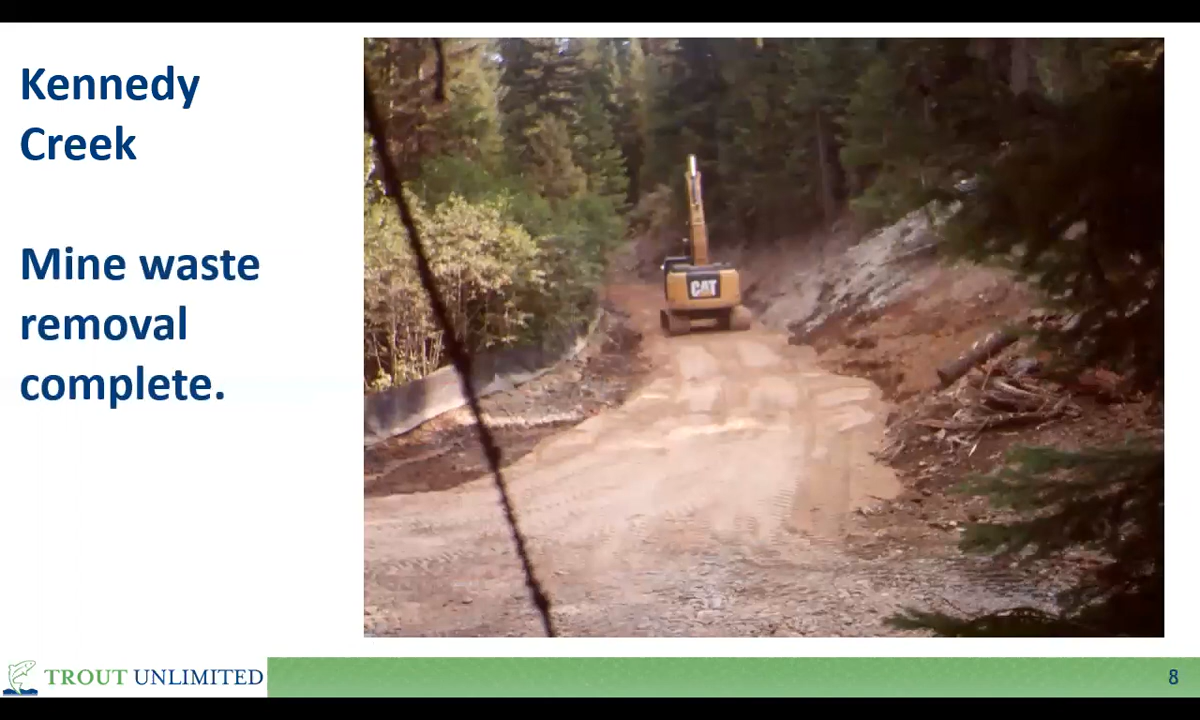 Kennedy
Creek
Mine waste
removal
complete.
CAT
TROUT UNLIMITED
8